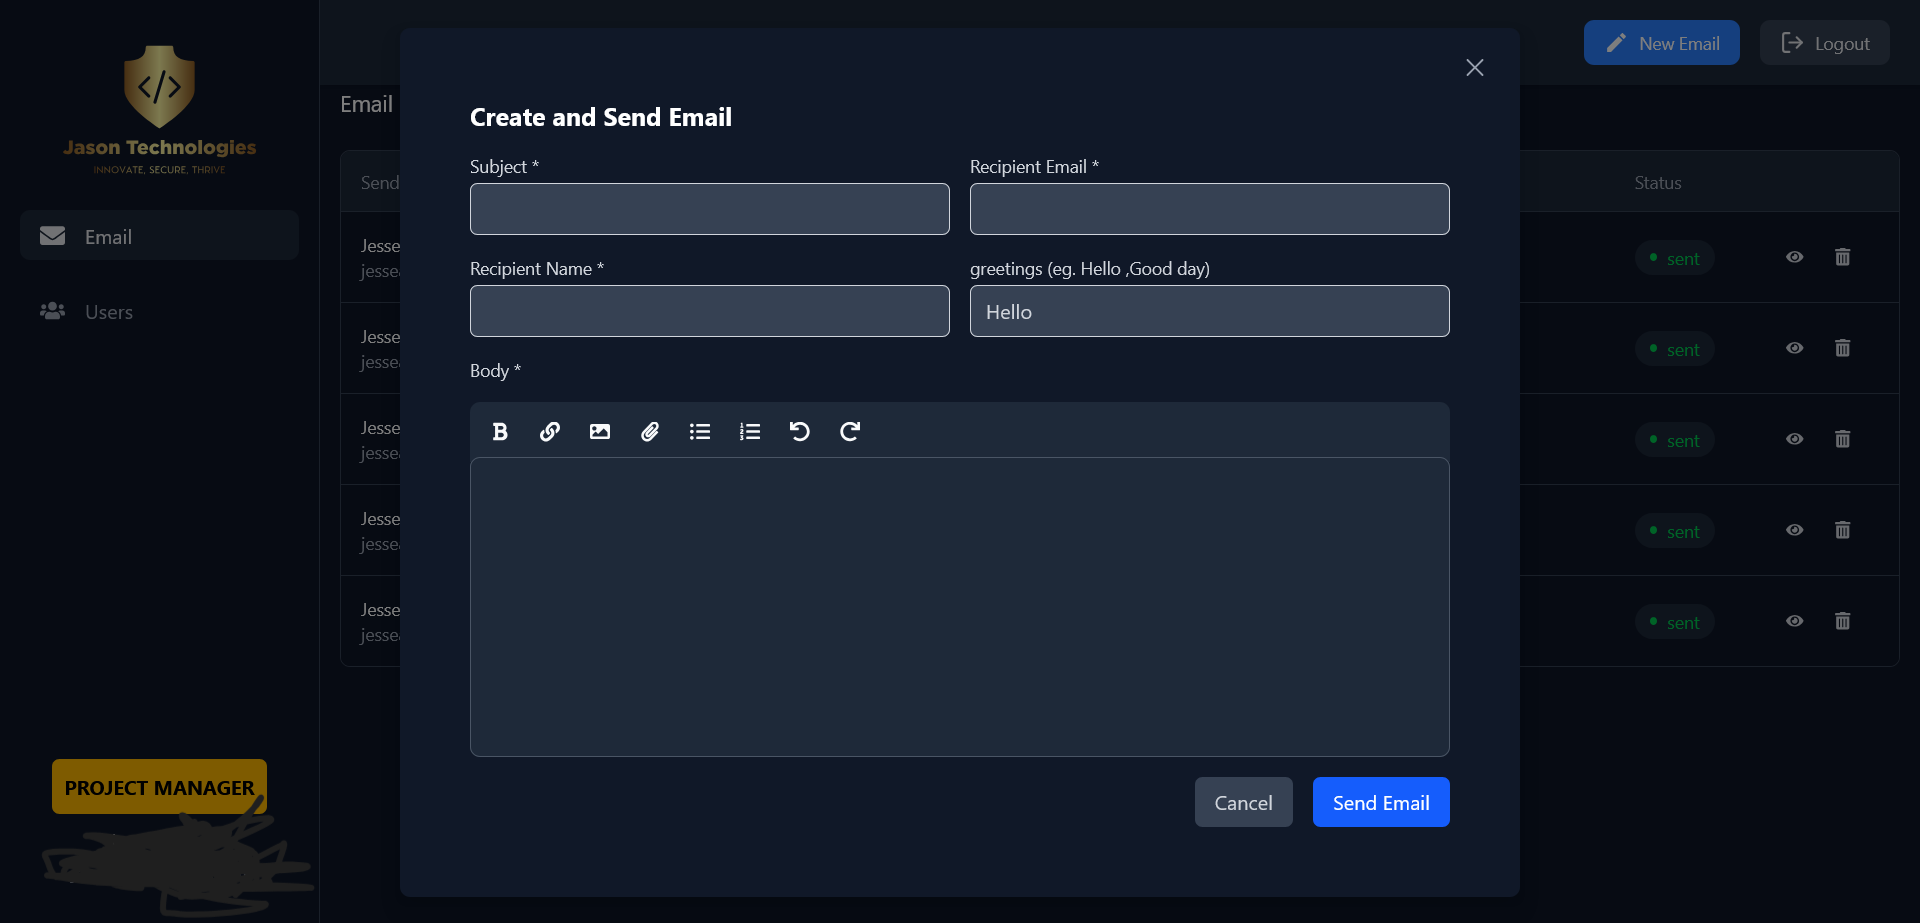 Jason Technologies
INNOVATE, SECURE, THRIVE
Email
Users
PROJECT MANAGER
New Email
Logout
Email
Send
Status
Jesse
jesse
sent
Jesse
jesse
sent
Jesse
jesse
sent
Jesse
jesse
sent
Jesse
jesse
sent
Create and Send Email
Subject *
Recipient Email *
Recipient Name *
greetings (eg. Hello ,Good day)
Hello
Body *
Cancel
Send Email